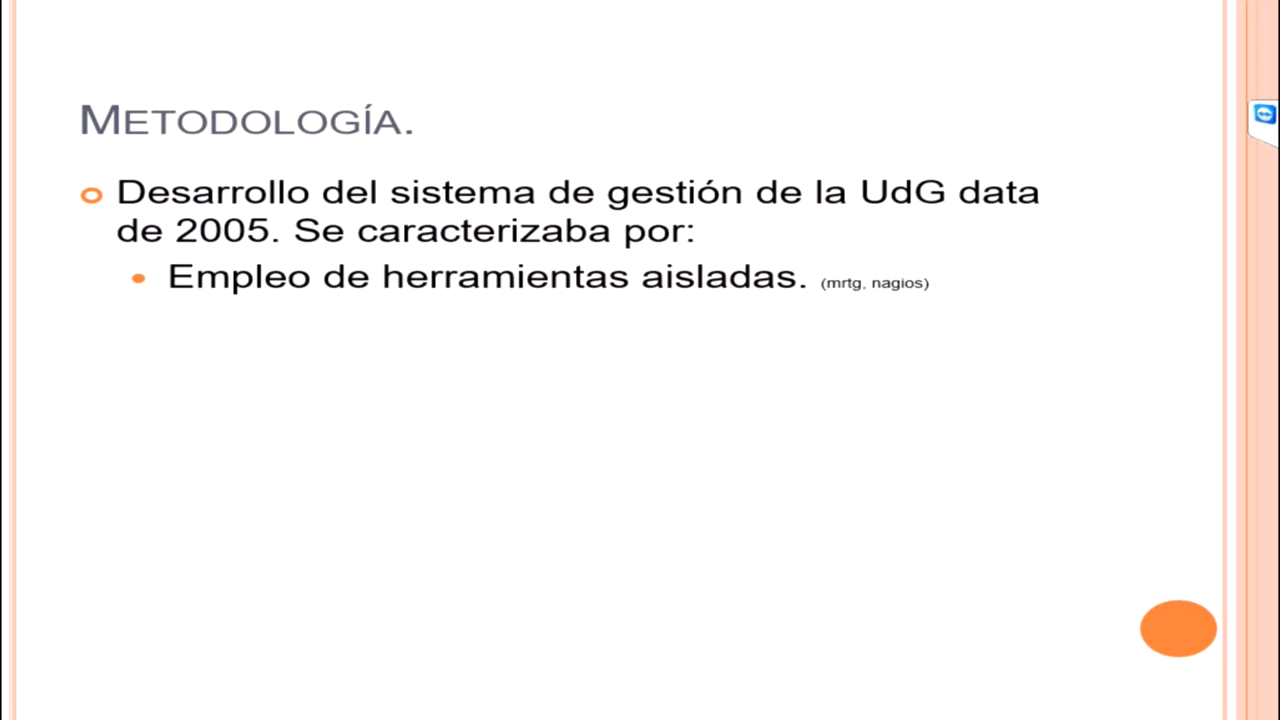 METODOLOGÍA.
Desarrollo del sistema de gestión de la UdG data
de 2005. Se caracterizaba por:
Empleo de herramientas aisladas. (mrtg, nagios)